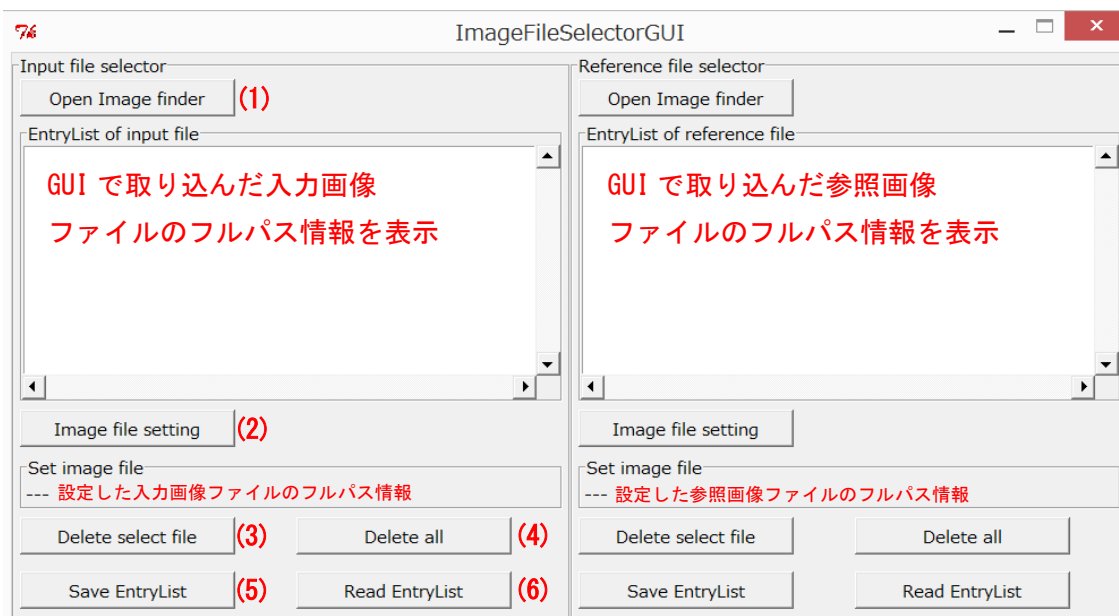 ImageFileSelectorGUI
Input file selector
Open Image finder (1)
EntryList of input file
GUI で取り込んだ入力画像
ファイルのフルパス情報を表示
Image file setting (2)
Set image file
--- 設定した入力画像ファイルのフルパス情報
Delete select file (3) Delete all (4)
Save EntryList (5) Read EntryList (6)
Reference file selector
Open Image finder
EntryList of reference file
GUI で取り込んだ参照画像
ファイルのフルパス情報を表示
Image file setting
Set image file
--- 設定した参照画像ファイルのフルパス情報
Delete select file Delete all
Save EntryList Read EntryList